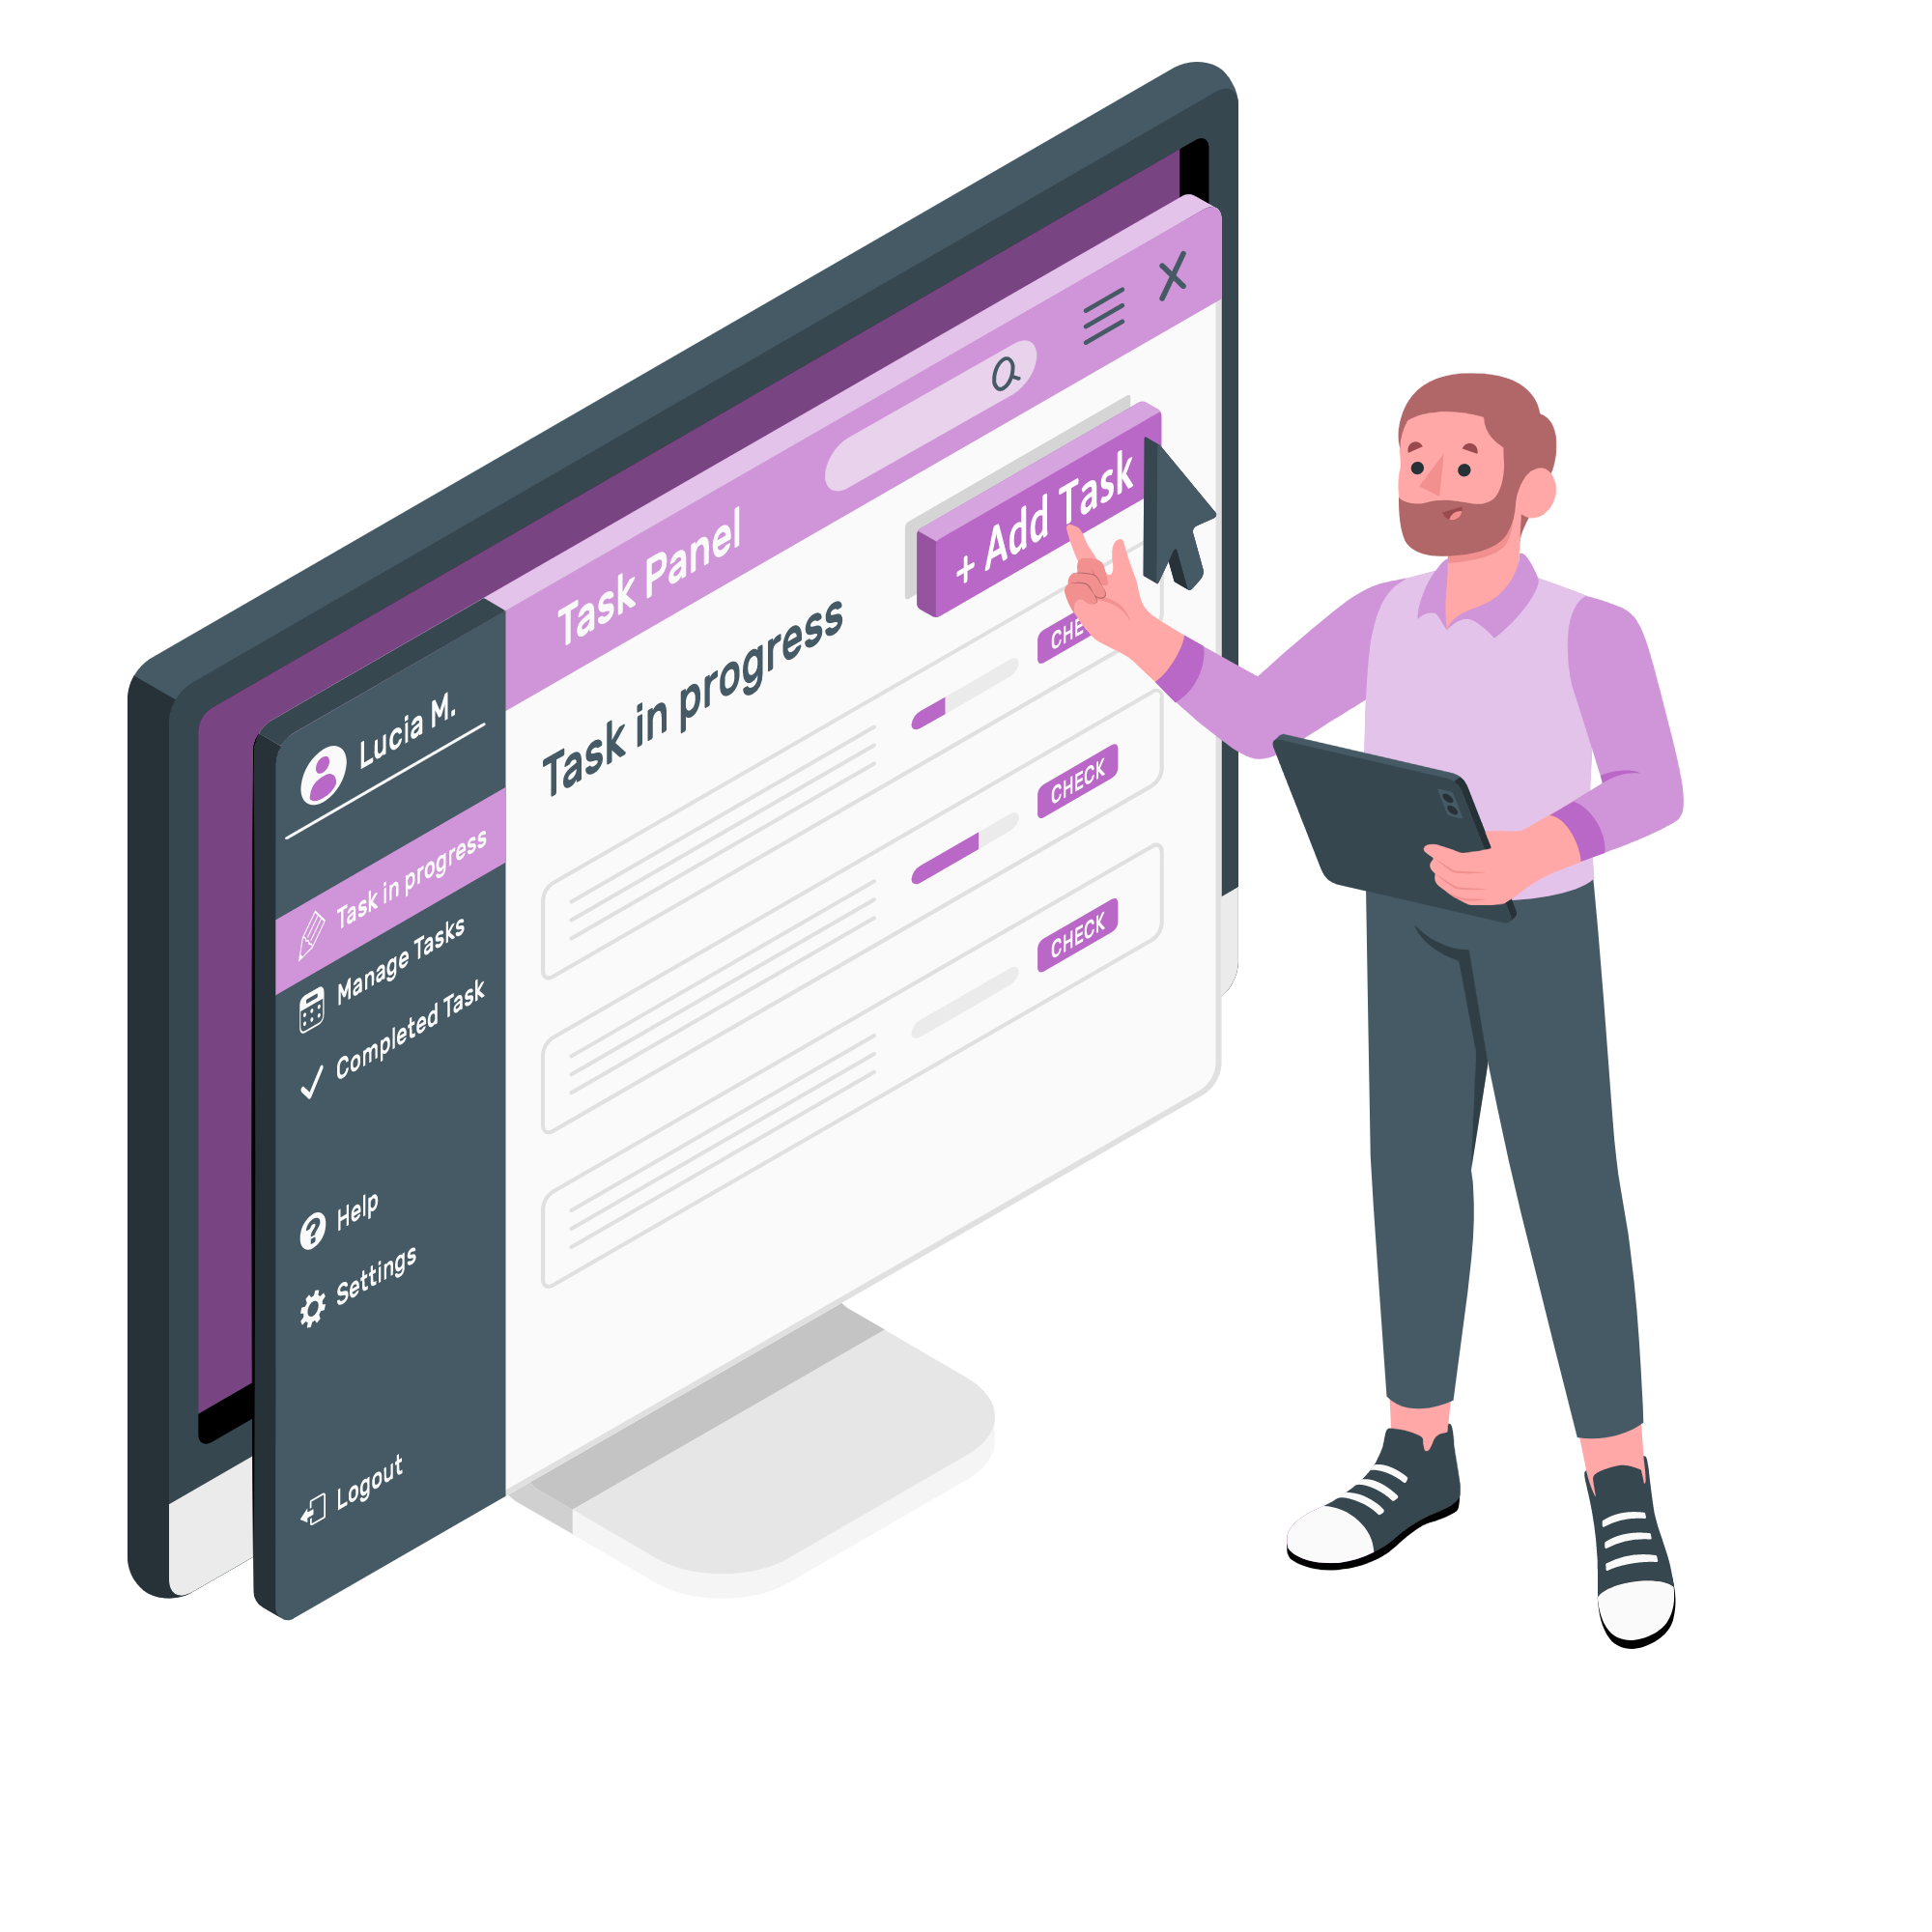 Lucia M.
Task in progress
Manage Tasks
Completed Task
Help
Settings
Logout
Task Panel
Task in progress
+ Add Task
CHE
CHECK
CHECK